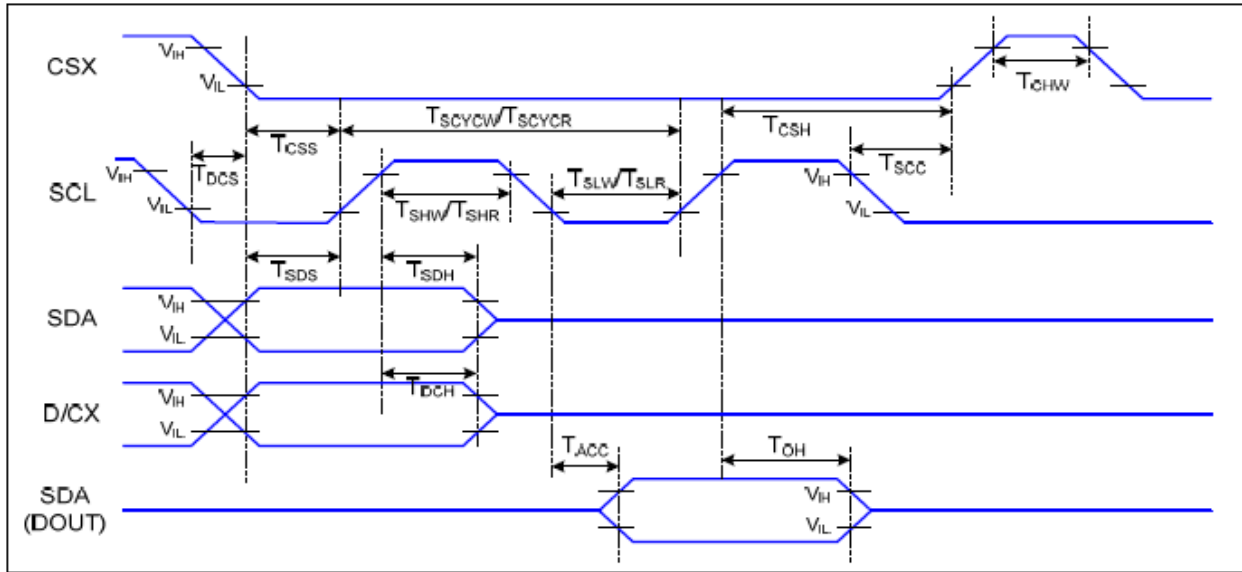 CSX
VIH
VIL
TCHW
TSCYCW/TSCYCR
TCSH
TCSS
TDCS
TSCC
SCL
VIH
VIL
TSHW/TSHR
TSLW/TSLR
VIH
VIL
TSDS
TSDH
SDA
VIH
VIL
TDCH
D/CX
VIH
VIL
TACC
TOH
SDA
(DOUT)
VIH
VIL